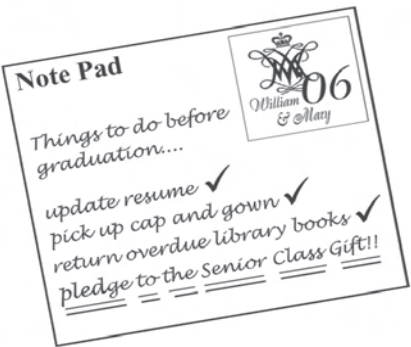 Note Pad
William 06
& Mary
Things to do before
graduation....
update resume ✓
pick up cap and gown ✓
return overdue library books ✓
pledge to the Senior Class Gift!!